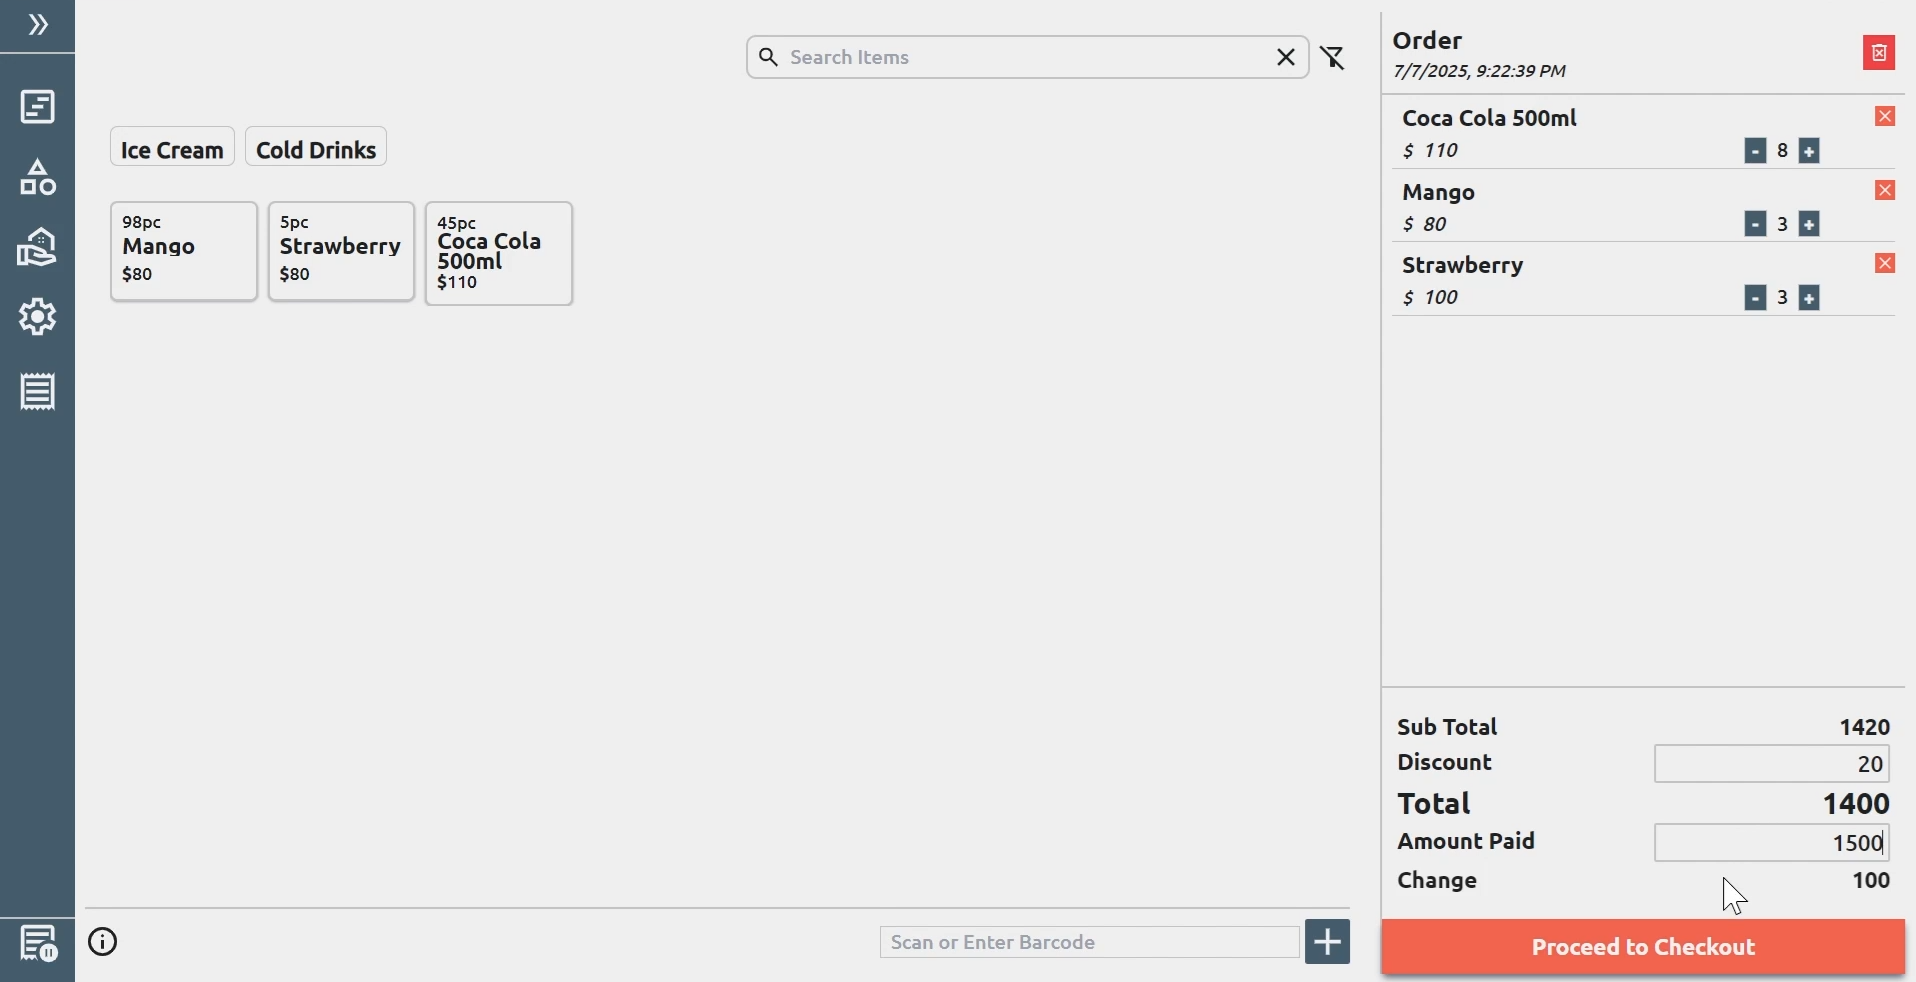 Search Items
Ice Cream
Cold Drinks
98pc
Mango
$80
5pc
Strawberry
$80
45pc
Coca Cola
500ml
$110
Scan or Enter Barcode
Order
7/7/2025, 9:22:39 PM
Coca Cola 500ml
$ 110
- 8 +
Mango
$ 80
- 3 +
Strawberry
$ 100
- 3 +
Sub Total 1420
Discount 20
Total 1400
Amount Paid 1500
Change 100
Proceed to Checkout